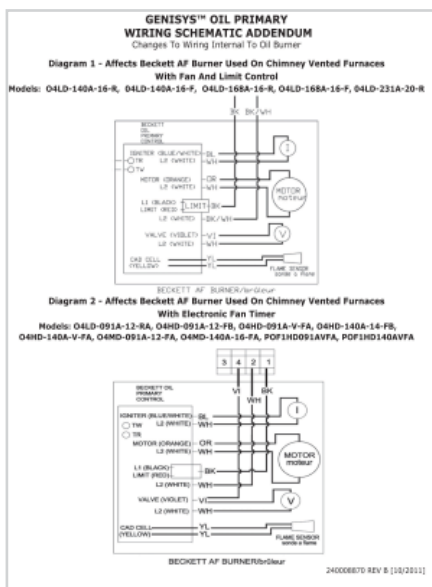 GENISYS™ OIL PRIMARY
WIRING SCHEMATIC ADDENDUM
Changes To Wiring Internal To Oil Burner
Diagram 1 - Affects Beckett AF Burner Used On Chimney Vented Furnaces
With Fan And Limit Control
Models: O4LD-140A-16-R, 04LD-140A-16-F, O4LD-168A-16-R, O4LD-168A-16-F, 04LD-231A-20-R
BK BK/WH
BECKETT
OIL
PRIMARY
CONTROL
IGNITER (BLUE/WHITE) BL
L2 (WHITE) WH
I
TR
TW
MOTOR (ORANGE) OR
L2 (WHITE) WH
MOTOR
moteur
L1 (BLACK)
LIMIT (RED)
LIMIT BK
L2 (WHITE) BK/WH
VALVE (VIOLET) VI
L2 (WHITE) WH
V
CAD CELL YL
(YELLOW) YL
FLAME SENSOR
sonde a flame
BECKETT AF BURNER/brûleur
Diagram 2 - Affects Beckett AF Burner Used On Chimney Vented Furnaces
With Electronic Fan Timer
Models: O4LD-091A-12-RA, O4HD-091A-12-FB, O4HD-091A-V-FA, O4HD-140A-14-FB,
O4HD-140A-V-FA, O4MD-091A-12-FA, O4MD-140A-16-FA, POF1HD091AVFA, POF1HD140AVFA
3 4 2 1
VI WH BK
BECKETT OIL
PRIMARY
CONTROL
IGNITER (BLUE/WHITE) BL
L2 (WHITE) WH
I
TW
TR
MOTOR (ORANGE) OR
L2 (WHITE) WH
MOTOR
moteur
L1 (BLACK)
LIMIT (RED)
BK
L2 (WHITE) WH
VALVE (VIOLET) VI
L2 (WHITE) WH
V
CAD CELL YL
(YELLOW) YL
FLAME SENSOR
sonde a flame
BECKETT AF BURNER/brûleur
240008870 REV B [10/2011]